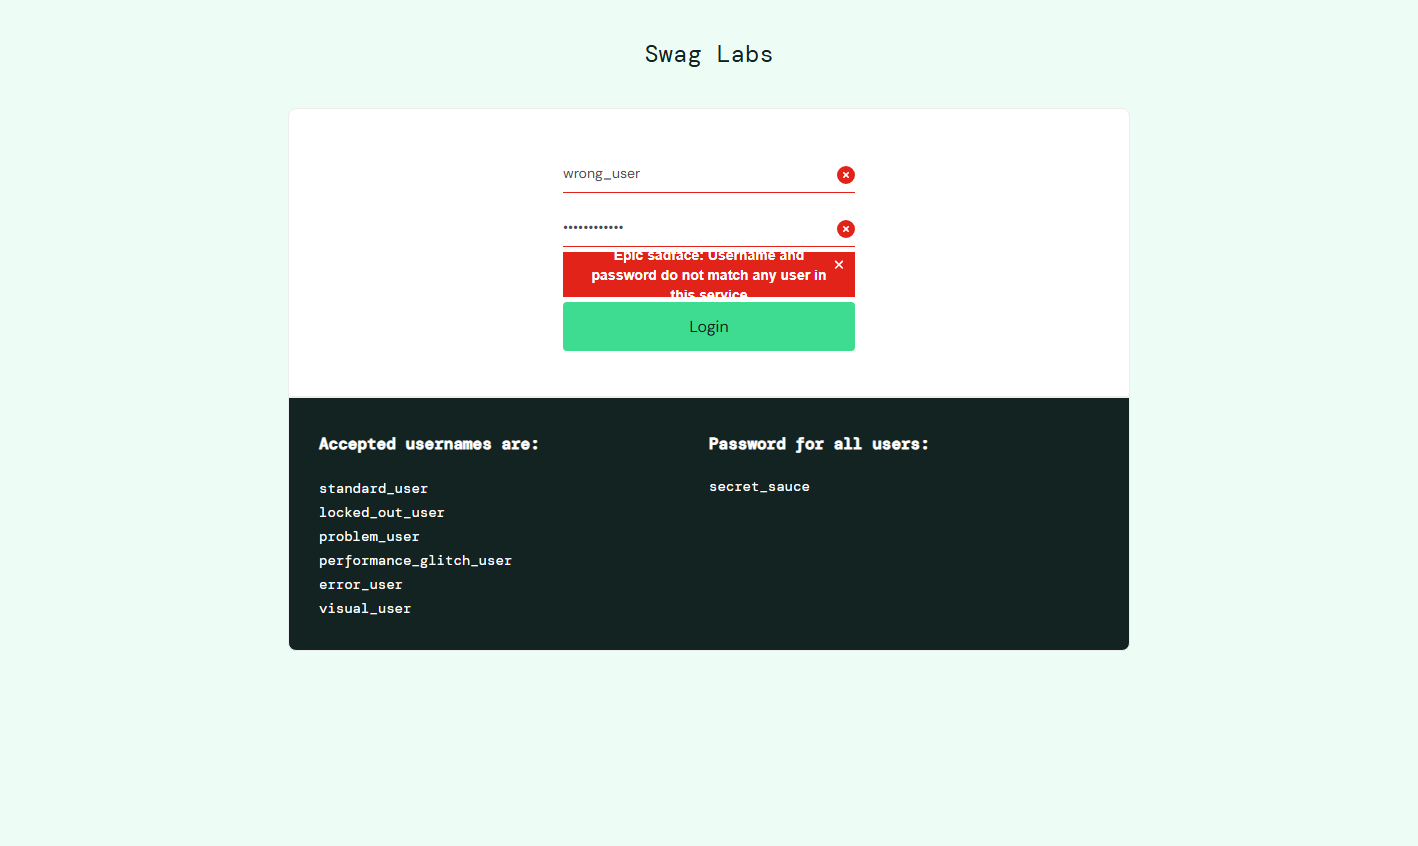 Swag Labs
wrong_user
••••••••••••
Epic sadface: Username and
password do not match any user in
this service
Login
Accepted usernames are:
standard_user
locked_out_user
problem_user
performance_glitch_user
error_user
visual_user
Password for all users:
secret_sauce